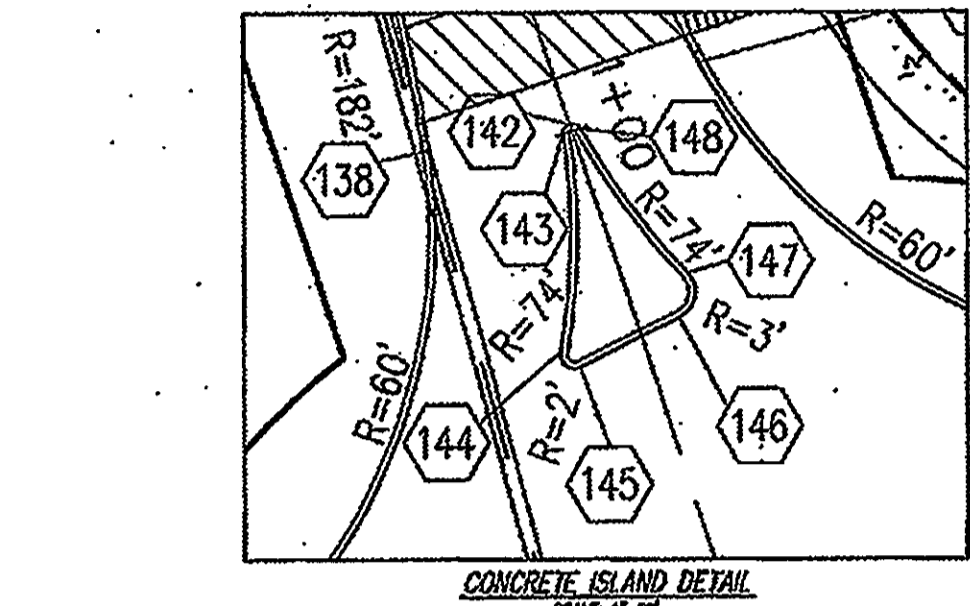 R=182'
1+00
142
148
138
143
R=74'
R=60'
147
R=74'
R=3'
R=60'
144
R=2'
146
145
CONCRETE ISLAND DETAIL